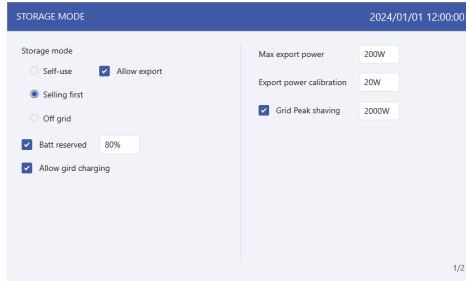 STORAGE MODE 2024/01/01 12:00:00
Storage mode
Self-use Allow export
Selling first
Off grid
Batt reserved 80%
Allow gird charging
Max export power 200W
Export power calibration 20W
Grid Peak shaving 2000W
1/2